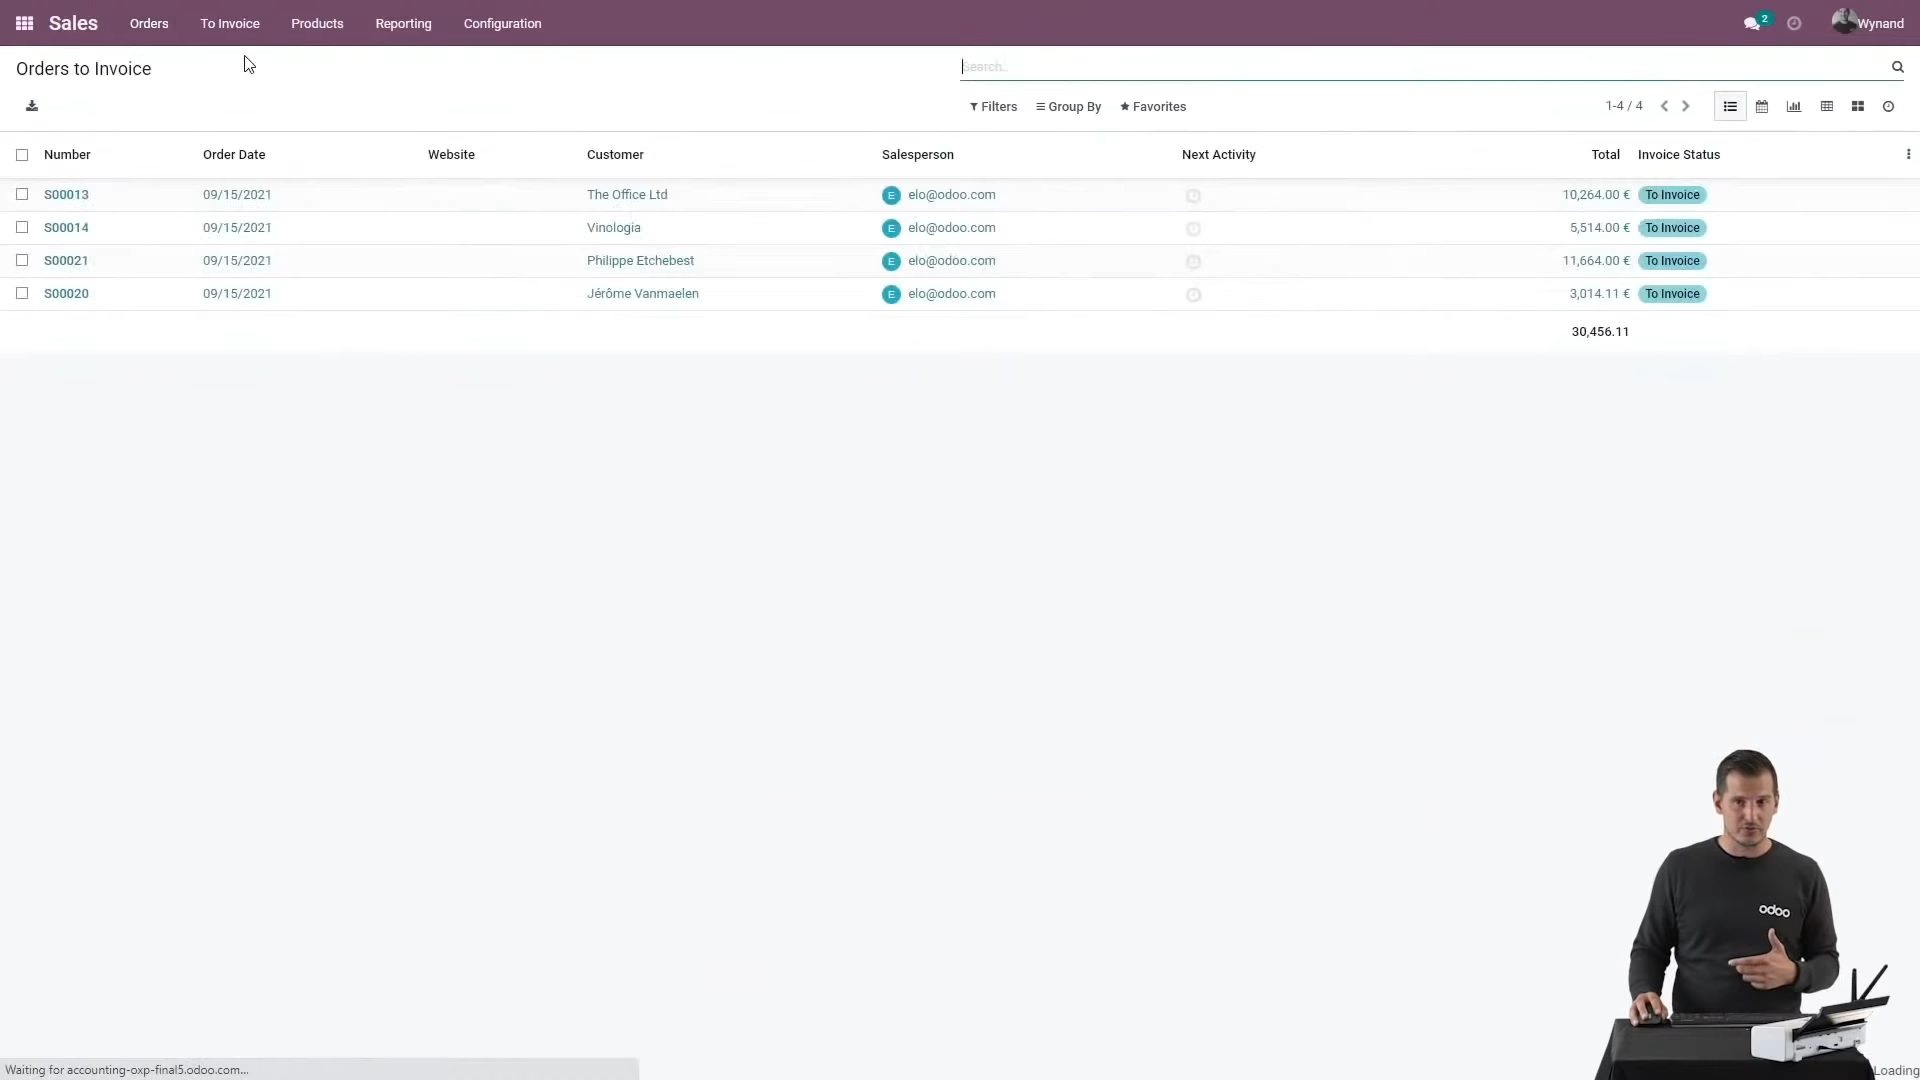 Sales Orders To Invoice Products Reporting Configuration 2 Wynand
Orders to Invoice Search...
Filters Group By Favorites 1-4 / 4
Number Order Date Website Customer Salesperson Next Activity Total Invoice Status
S00013 09/15/2021 The Office Ltd E elo@odoo.com 10,264.00 € To Invoice
S00014 09/15/2021 Vinologia E elo@odoo.com 5,514.00 € To Invoice
S00021 09/15/2021 Philippe Etchebest E elo@odoo.com 11,664.00 € To Invoice
S00020 09/15/2021 Jérôme Vanmaelen E elo@odoo.com 3,014.11 € To Invoice
30,456.11
odoo
Waiting for accounting-oxp-final5.odoo.com... Loading